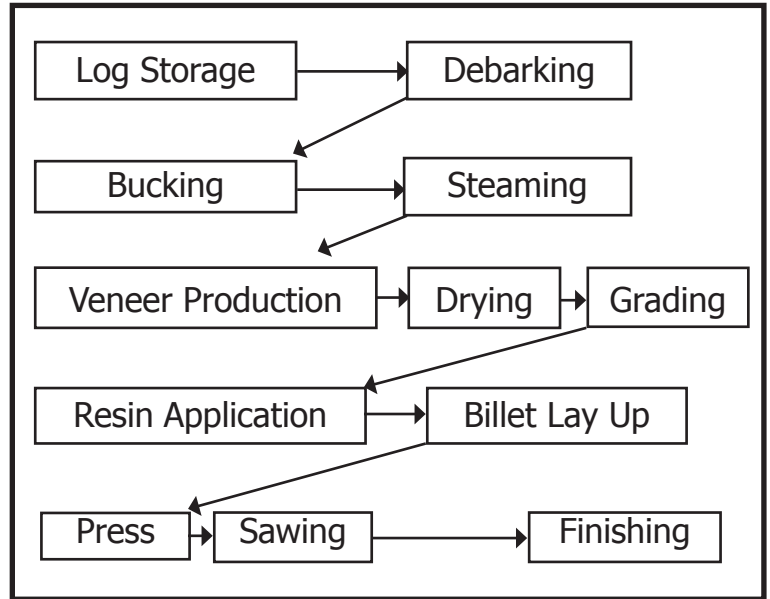 Log Storage
Debarking
Bucking
Steaming
Veneer Production
Drying
Grading
Resin Application
Billet Lay Up
Press
Sawing
Finishing